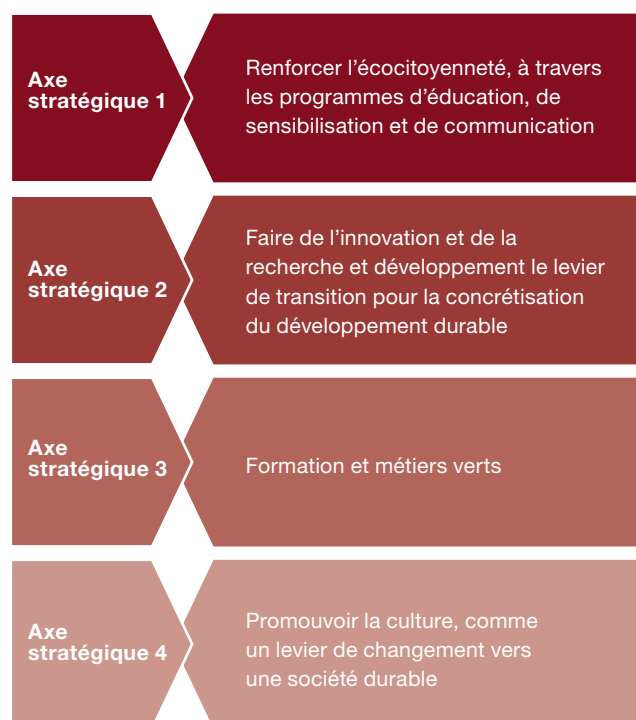 Axe
stratégique 1
Renforcer l’écocitoyenneté, à travers
les programmes d’éducation, de
sensibilisation et de communication
Axe
stratégique 2
Faire de l’innovation et de la
recherche et développement le levier
de transition pour la concrétisation
du développement durable
Axe
stratégique 3
Formation et métiers verts
Axe
stratégique 4
Promouvoir la culture, comme
un levier de changement vers
une société durable